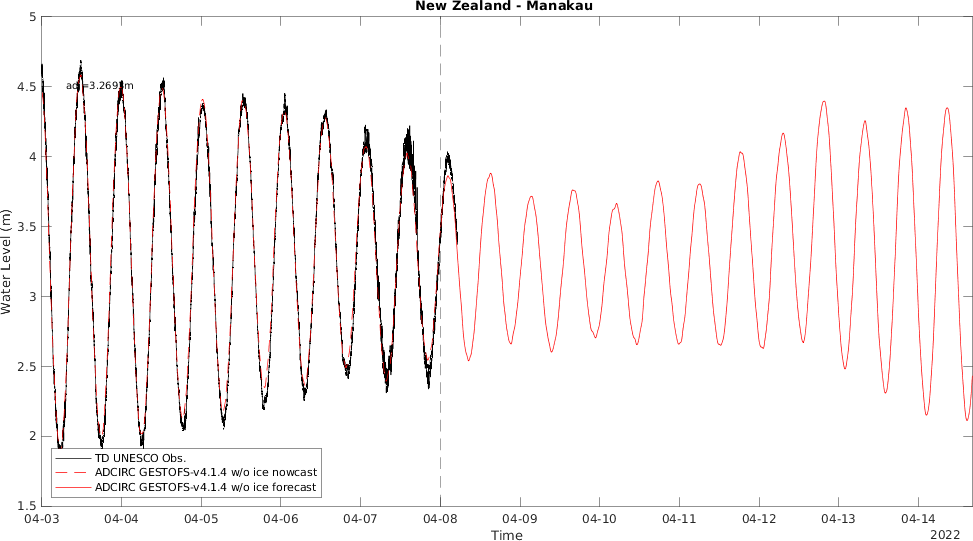 New Zealand - Manakau
5
4.5
4
3.5
3
2.5
2
1.5
Water Level (m)
TD UNESCO Obs.
ADCIRC GESTOFS-v4.1.4 w/o ice nowcast
ADCIRC GESTOFS-v4.1.4 w/o ice forecast
04-03 04-04 04-05 04-06 04-07 04-08 04-09 04-10 04-11 04-12 04-13 04-14
Time
2022